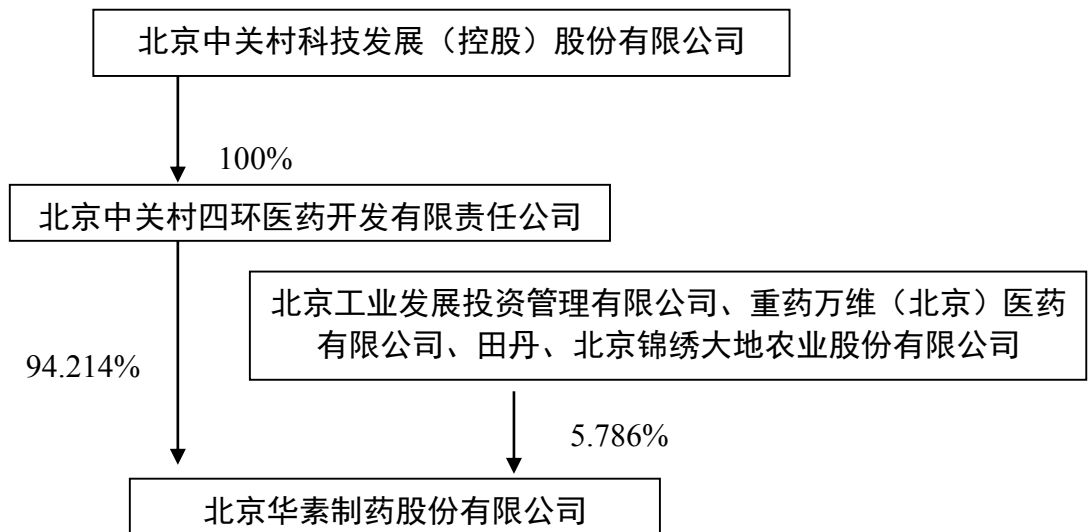 北京中关村科技发展（控股）股份有限公司
100%
北京中关村四环医药开发有限责任公司
北京工业发展投资管理有限公司、重药万维（北京）医药
有限公司、田丹、北京锦绣大地农业股份有限公司
94.214%
5.786%
北京华素制药股份有限公司